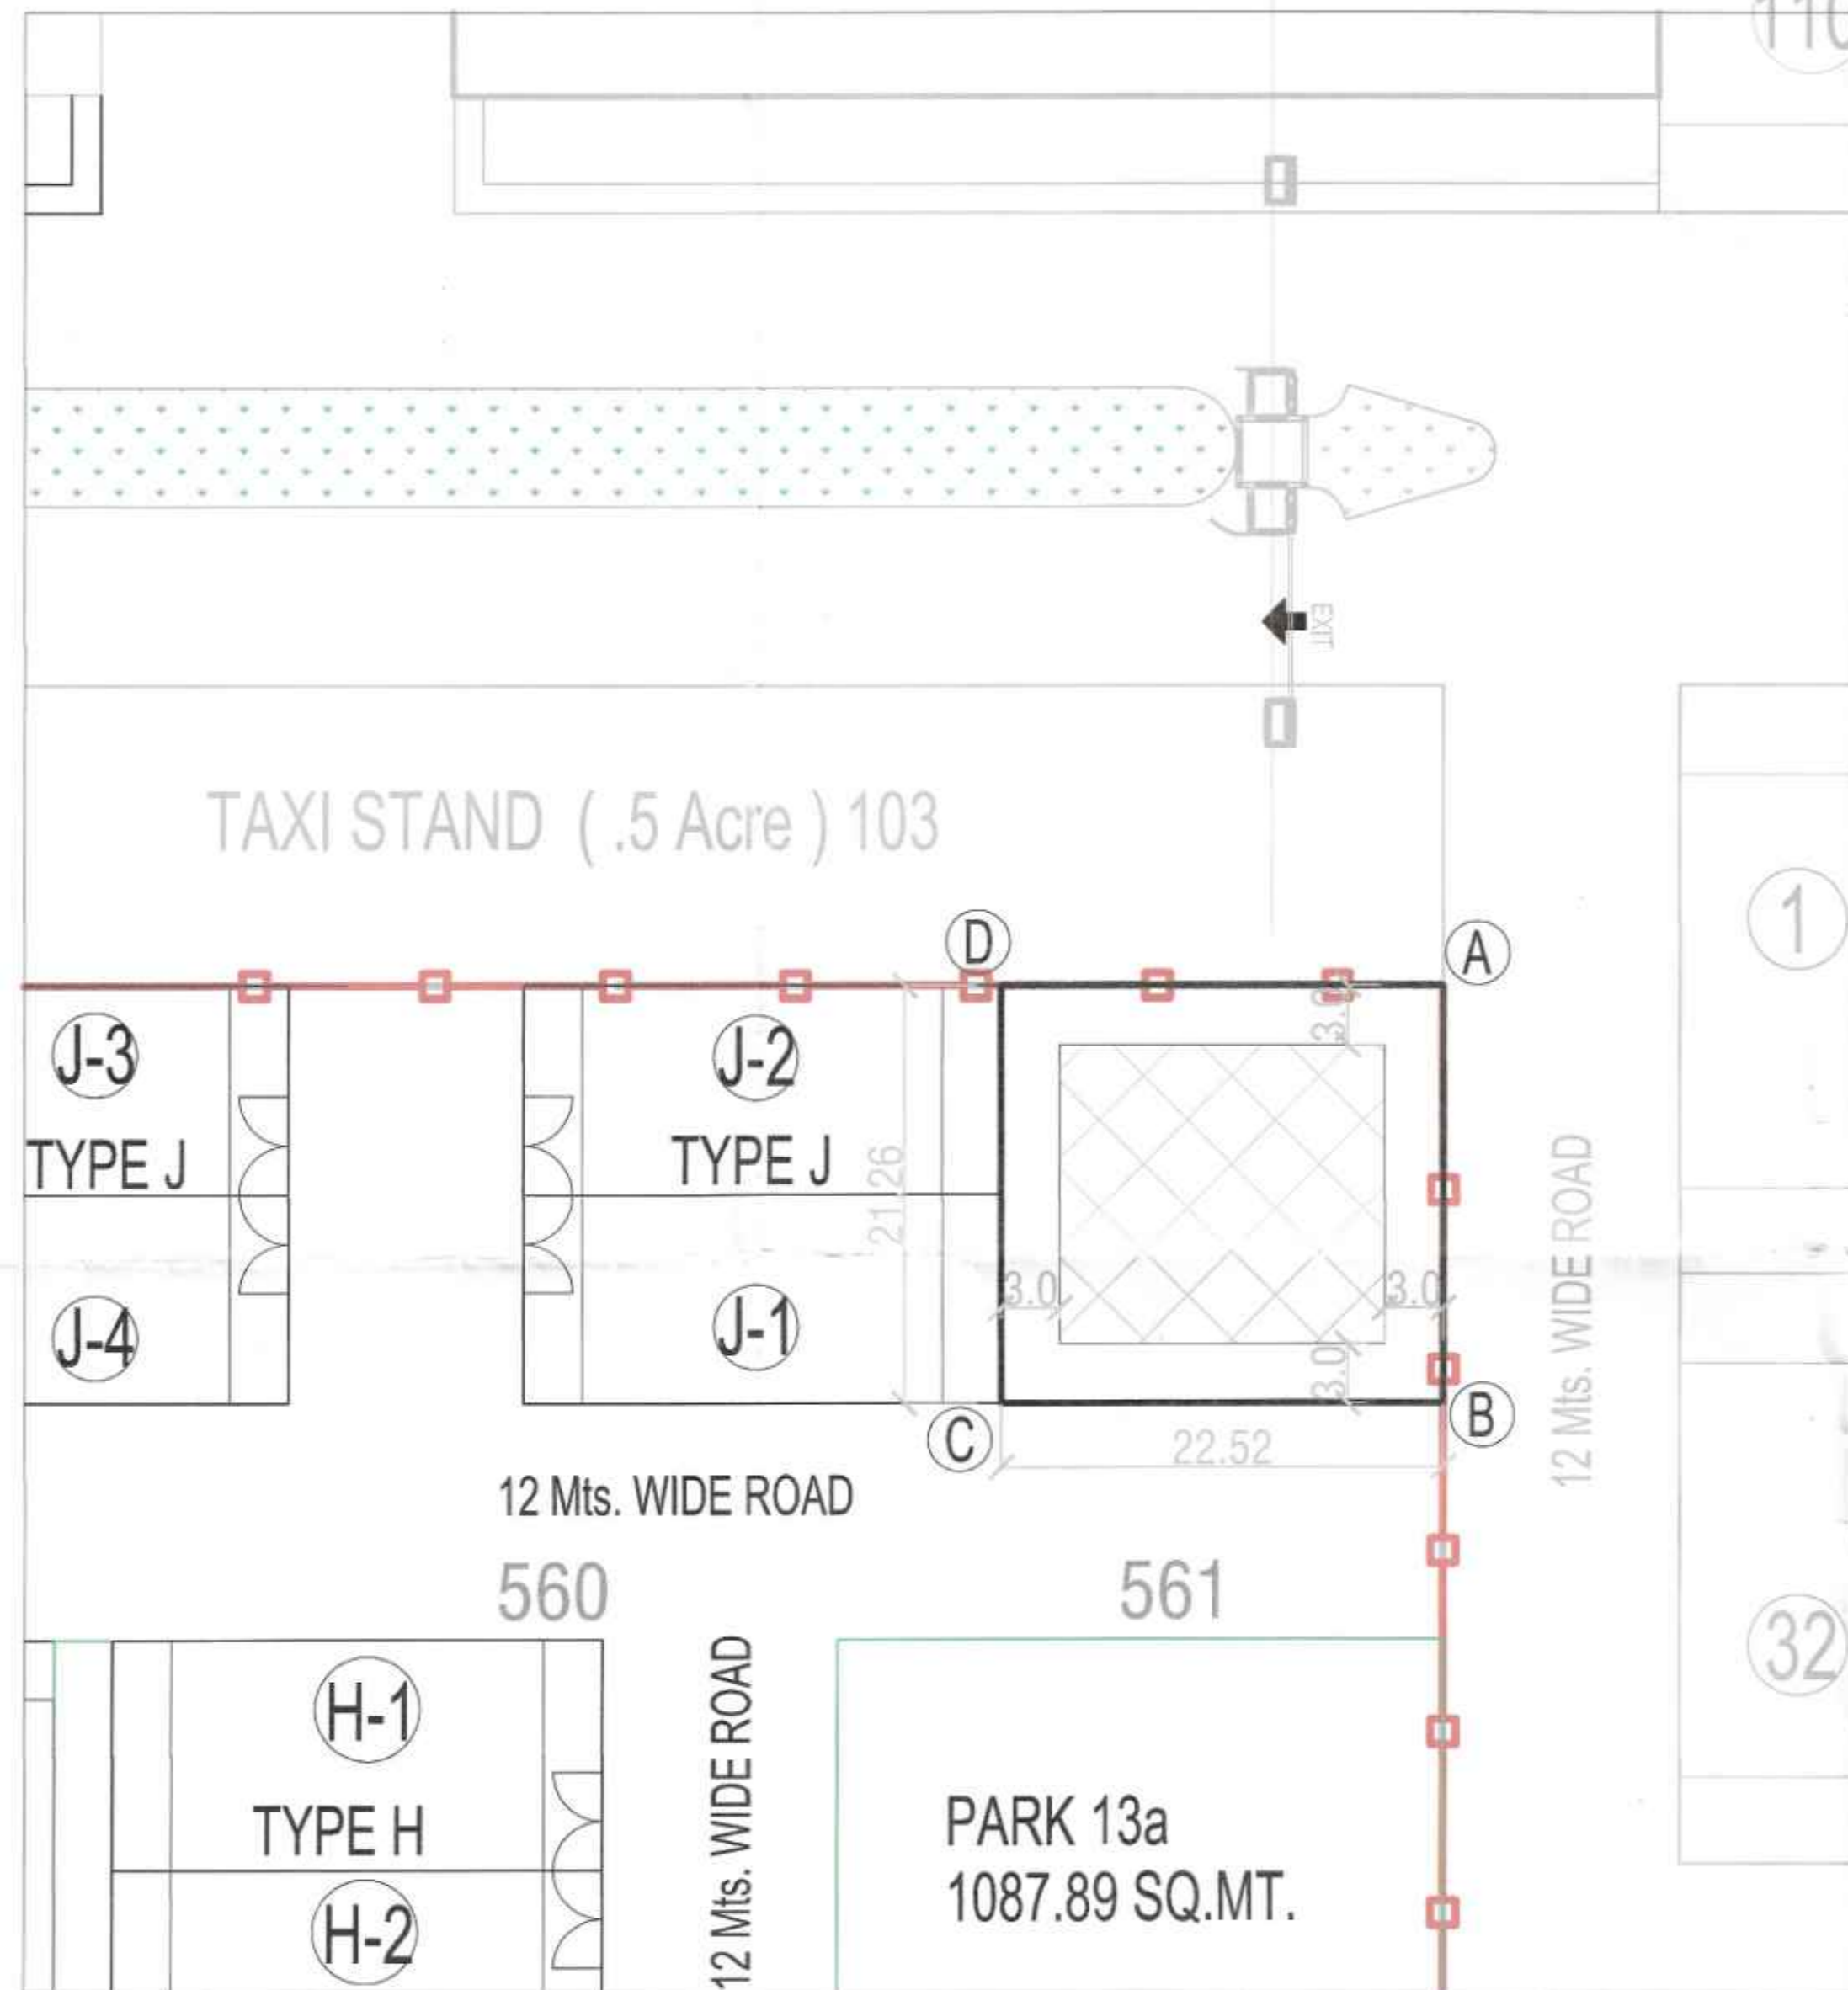 EXIT
TAXI STAND ( .5 Acre ) 103
1
D
A
3.0
J-3
J-2
TYPE J
TYPE J
21.26
12 Mts. WIDE ROAD
3.0
3.0
J-4
J-1
3.0
C
B
22.52
12 Mts. WIDE ROAD
560
561
32
H-1
12 Mts. WIDE ROAD
TYPE H
PARK 13a
1087.89 SQ.MT.
H-2